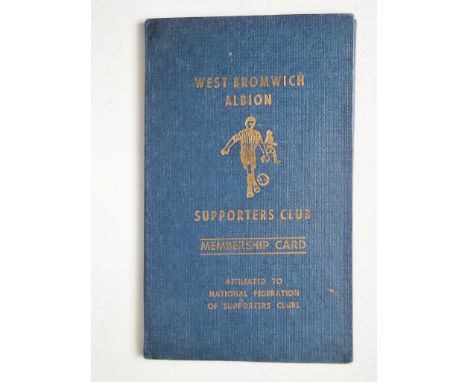 WEST BROMWICH
ALBION
SUPPORTERS CLUB
MEMBERSHIP CARD
AFFILIATED TO
NATIONAL FEDERATION
OF SUPPORTERS CLUBS